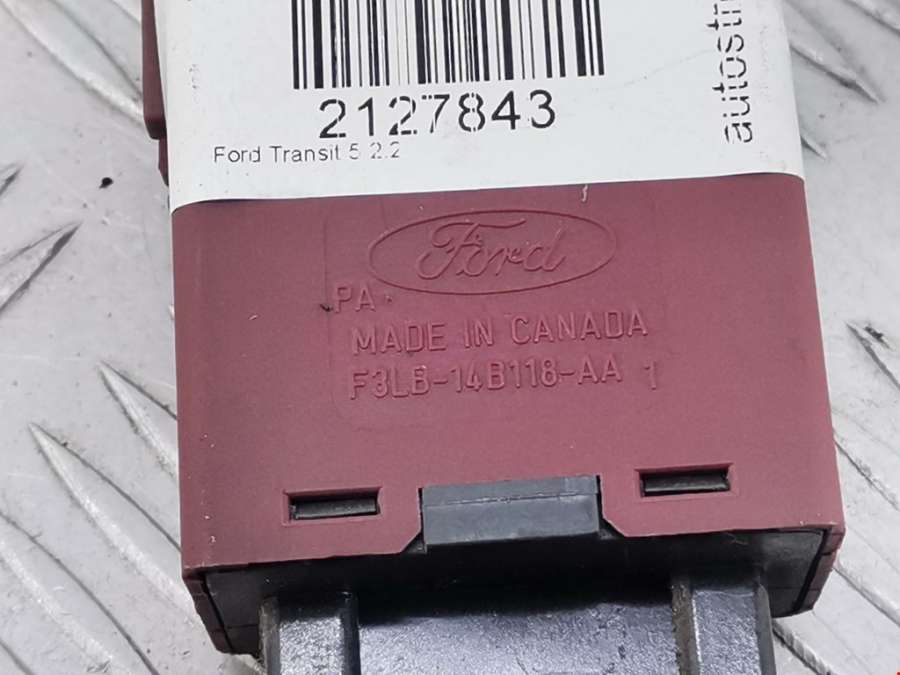 2127843
Ford Transit 5 2.2
autostr
Ford
PA
MADE IN CANADA
F3LB-14B118-AA 1